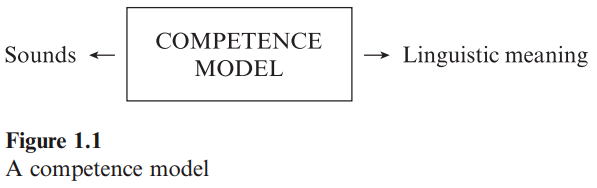 Sounds ← COMPETENCE MODEL → Linguistic meaning
Figure 1.1
A competence model